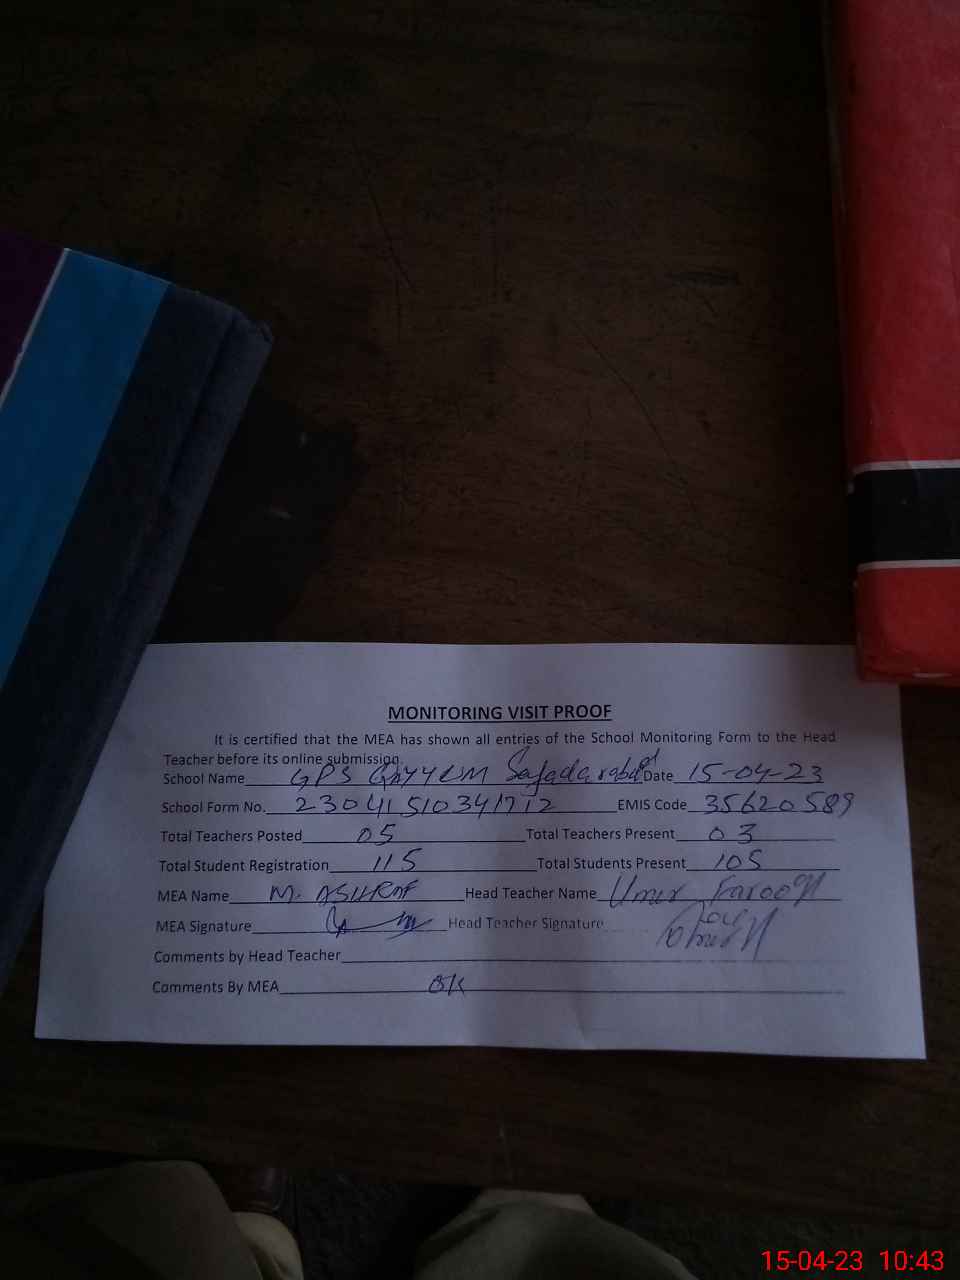 MONITORING VISIT PROOF
It is certified that the MEA has shown all entries of the School Monitoring Form to the Head
Teacher before its online submission.
School Name GPS Qayyum Date 15-04-23
School Form No. 23041510341712 EMIS Code 35620589
Total Teachers Posted 05 Total Teachers Present 03
Total Student Registration 115 Total Students Present 105
MEA Name M. ASHRAF Head Teacher Name Umer Farooq
MEA Signature Head Teacher Signature
Comments by Head Teacher
Comments By MEA OK
15-04-23 10:43